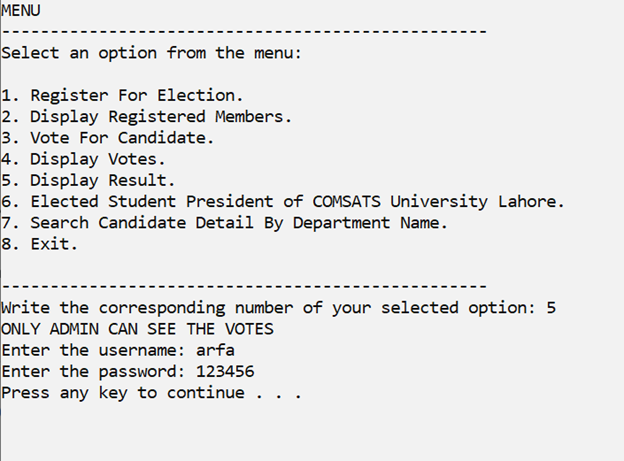 MENU
--------------------------------------------------
Select an option from the menu:
1. Register For Election.
2. Display Registered Members.
3. Vote For Candidate.
4. Display Votes.
5. Display Result.
6. Elected Student President of COMSATS University Lahore.
7. Search Candidate Detail By Department Name.
8. Exit.
--------------------------------------------------
Write the corresponding number of your selected option: 5
ONLY ADMIN CAN SEE THE VOTES
Enter the username: arfa
Enter the password: 123456
Press any key to continue . . .